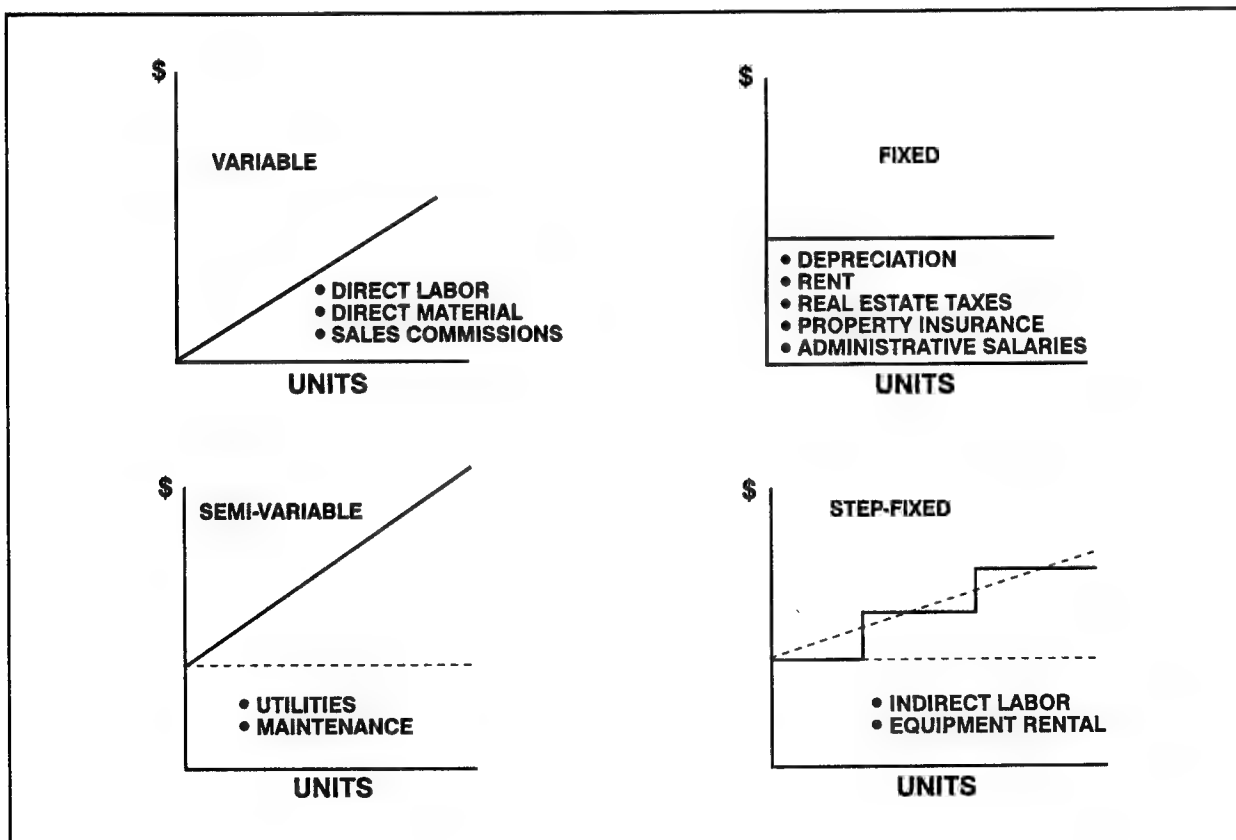 $
VARIABLE
• DIRECT LABOR
• DIRECT MATERIAL
• SALES COMMISSIONS
UNITS
$
FIXED
• DEPRECIATION
• RENT
• REAL ESTATE TAXES
• PROPERTY INSURANCE
• ADMINISTRATIVE SALARIES
UNITS
$
SEMI-VARIABLE
• UTILITIES
• MAINTENANCE
UNITS
$
STEP-FIXED
• INDIRECT LABOR
• EQUIPMENT RENTAL
UNITS